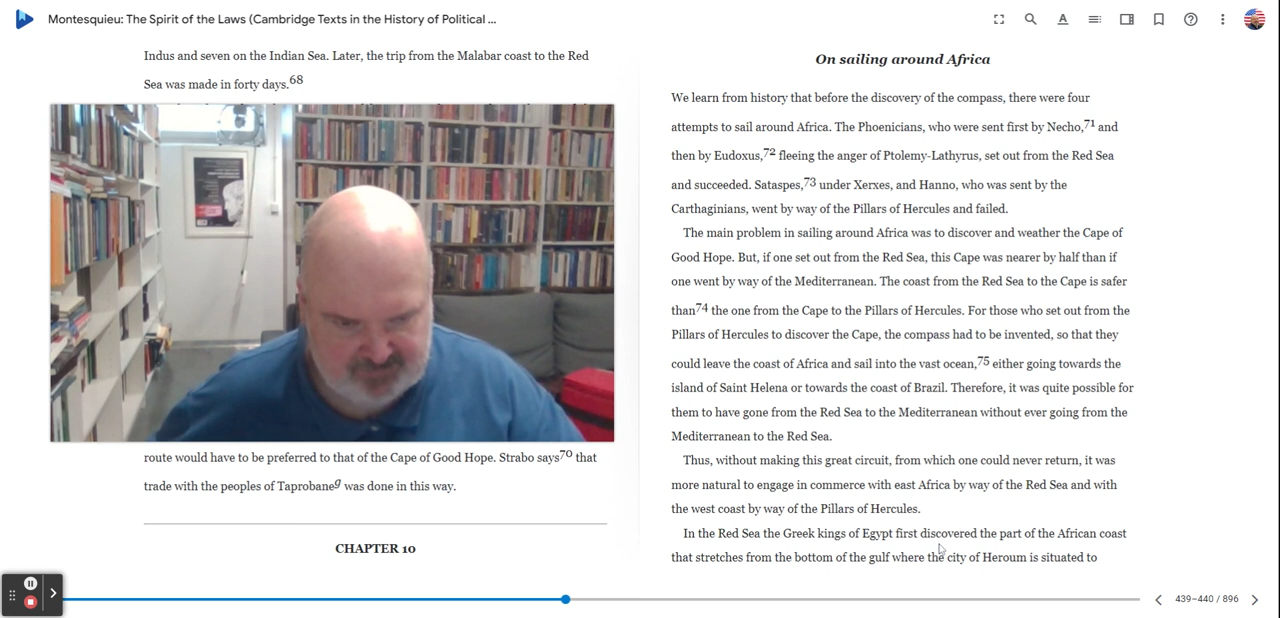 Montesquieu: The Spirit of the Laws (Cambridge Texts in the History of Political ...
Indus and seven on the Indian Sea. Later, the trip from the Malabar coast to the Red
Sea was made in forty days.68
route would have to be preferred to that of the Cape of Good Hope. Strabo says70 that
trade with the peoples of Taprobaneg was done in this way.
CHAPTER 10
On sailing around Africa
We learn from history that before the discovery of the compass, there were four
attempts to sail around Africa. The Phoenicians, who were sent first by Necho,71 and
then by Eudoxus,72 fleeing the anger of Ptolemy-Lathyrus, set out from the Red Sea
and succeeded. Sataspes,73 under Xerxes, and Hanno, who was sent by the
Carthaginians, went by way of the Pillars of Hercules and failed.
The main problem in sailing around Africa was to discover and weather the Cape of
Good Hope. But, if one set out from the Red Sea, this Cape was nearer by half than if
one went by way of the Mediterranean. The coast from the Red Sea to the Cape is safer
than74 the one from the Cape to the Pillars of Hercules. For those who set out from the
Pillars of Hercules to discover the Cape, the compass had to be invented, so that they
could leave the coast of Africa and sail into the vast ocean,75 either going towards the
island of Saint Helena or towards the coast of Brazil. Therefore, it was quite possible for
them to have gone from the Red Sea to the Mediterranean without ever going from the
Mediterranean to the Red Sea.
Thus, without making this great circuit, from which one could never return, it was
more natural to engage in commerce with east Africa by way of the Red Sea and with
the west coast by way of the Pillars of Hercules.
In the Red Sea the Greek kings of Egypt first discovered the part of the African coast
that stretches from the bottom of the gulf where the city of Heroum is situated to
439-440 / 896